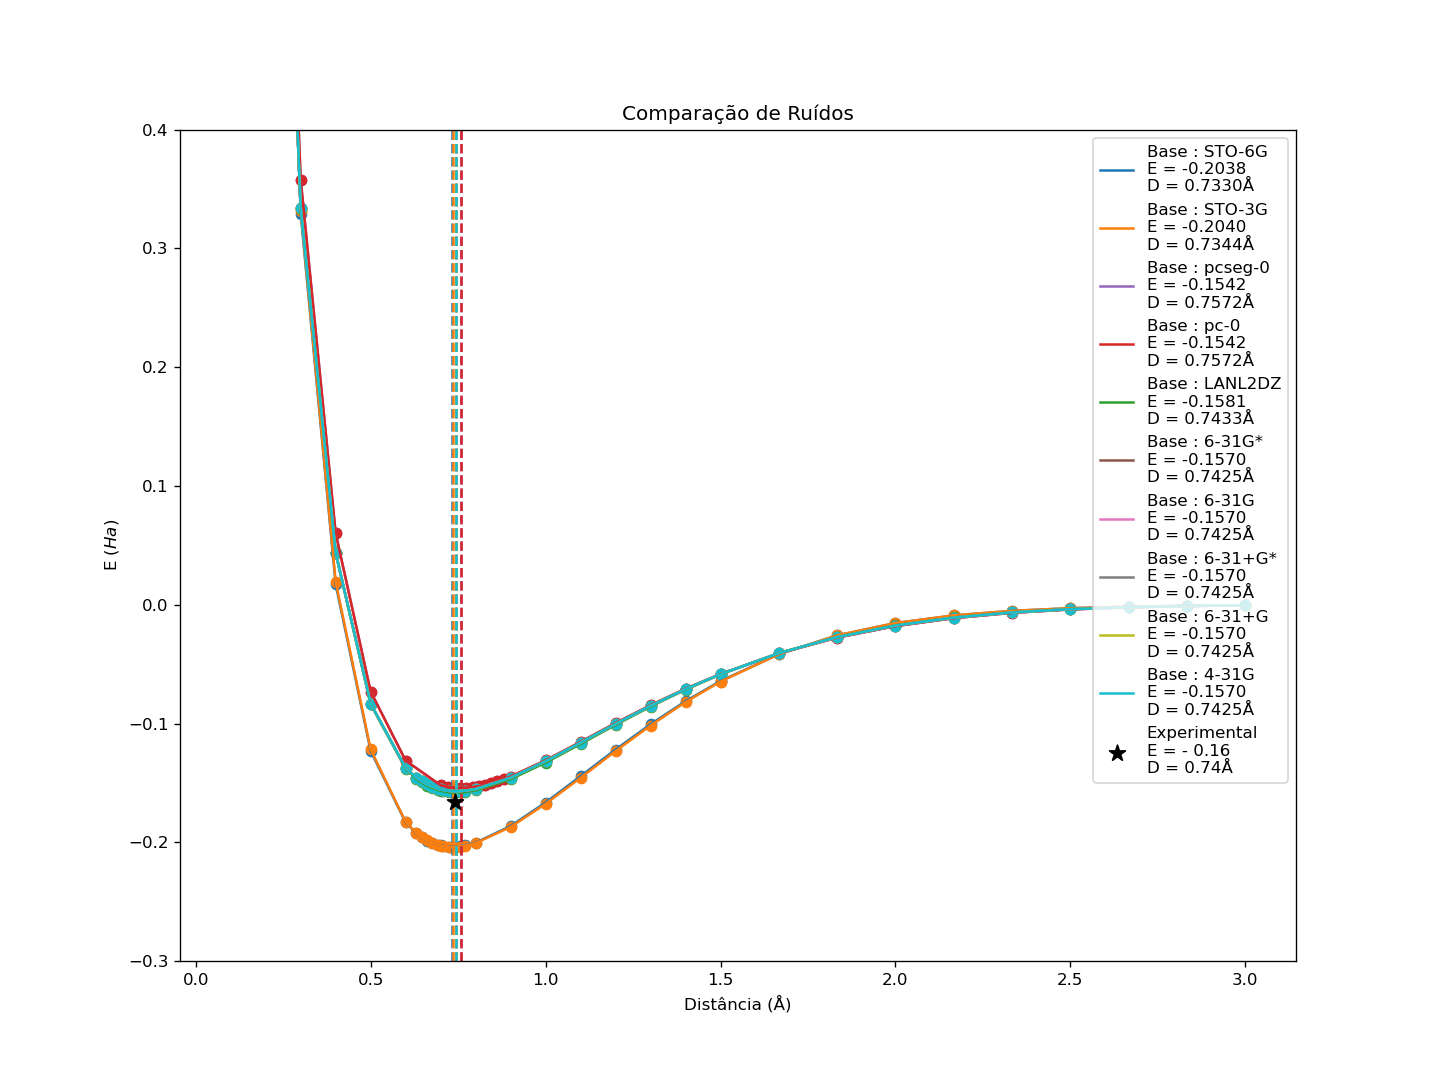 Comparação de Ruídos
E (Ha)
0.4
0.3
0.2
0.1
0.0
−0.1
−0.2
−0.3
0.0
0.5
1.0
1.5
2.0
2.5
3.0
Distância (Å)
Base : STO-6G
E = -0.2038
D = 0.7330Å
Base : STO-3G
E = -0.2040
D = 0.7344Å
Base : pcseg-0
E = -0.1542
D = 0.7572Å
Base : pc-0
E = -0.1542
D = 0.7572Å
Base : LANL2DZ
E = -0.1581
D = 0.7433Å
Base : 6-31G*
E = -0.1570
D = 0.7425Å
Base : 6-31G
E = -0.1570
D = 0.7425Å
Base : 6-31+G*
E = -0.1570
D = 0.7425Å
Base : 6-31+G
E = -0.1570
D = 0.7425Å
Base : 4-31G
E = -0.1570
D = 0.7425Å
Experimental
E = - 0.16
D = 0.74Å